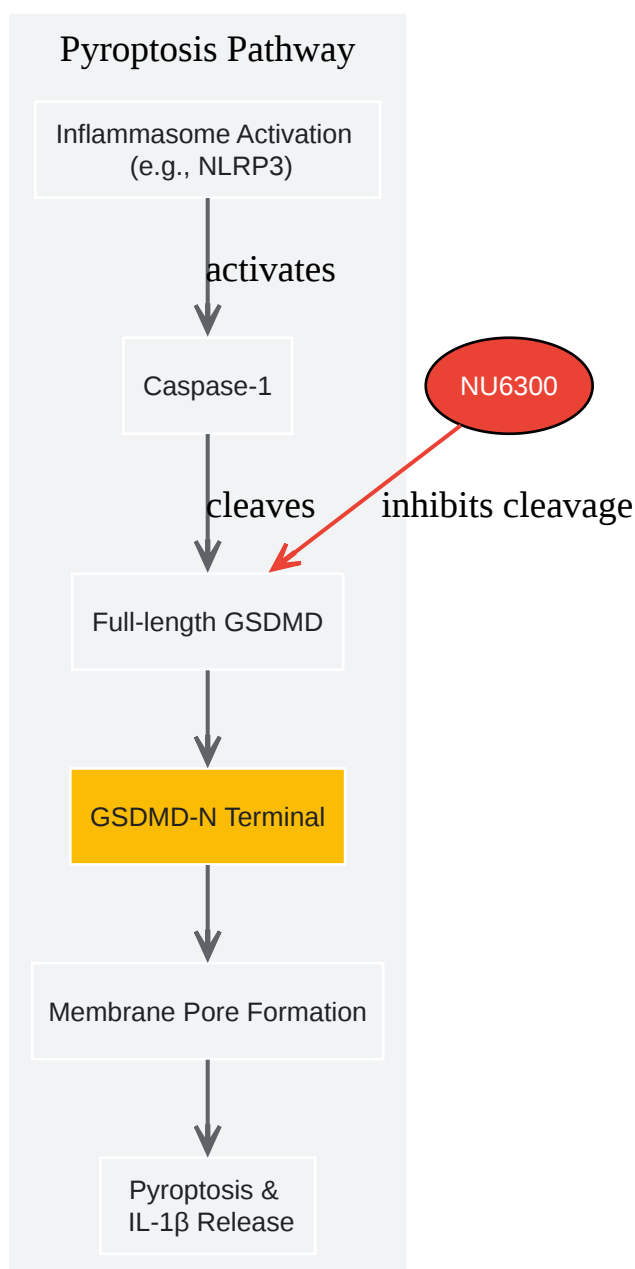 Pyroptosis Pathway
Inflammasome Activation
(e.g., NLRP3)
activates
Caspase-1
NU6300
cleaves
inhibits cleavage
Full-length GSDMD
GSDMD-N Terminal
Membrane Pore Formation
Pyroptosis &
IL-1β Release